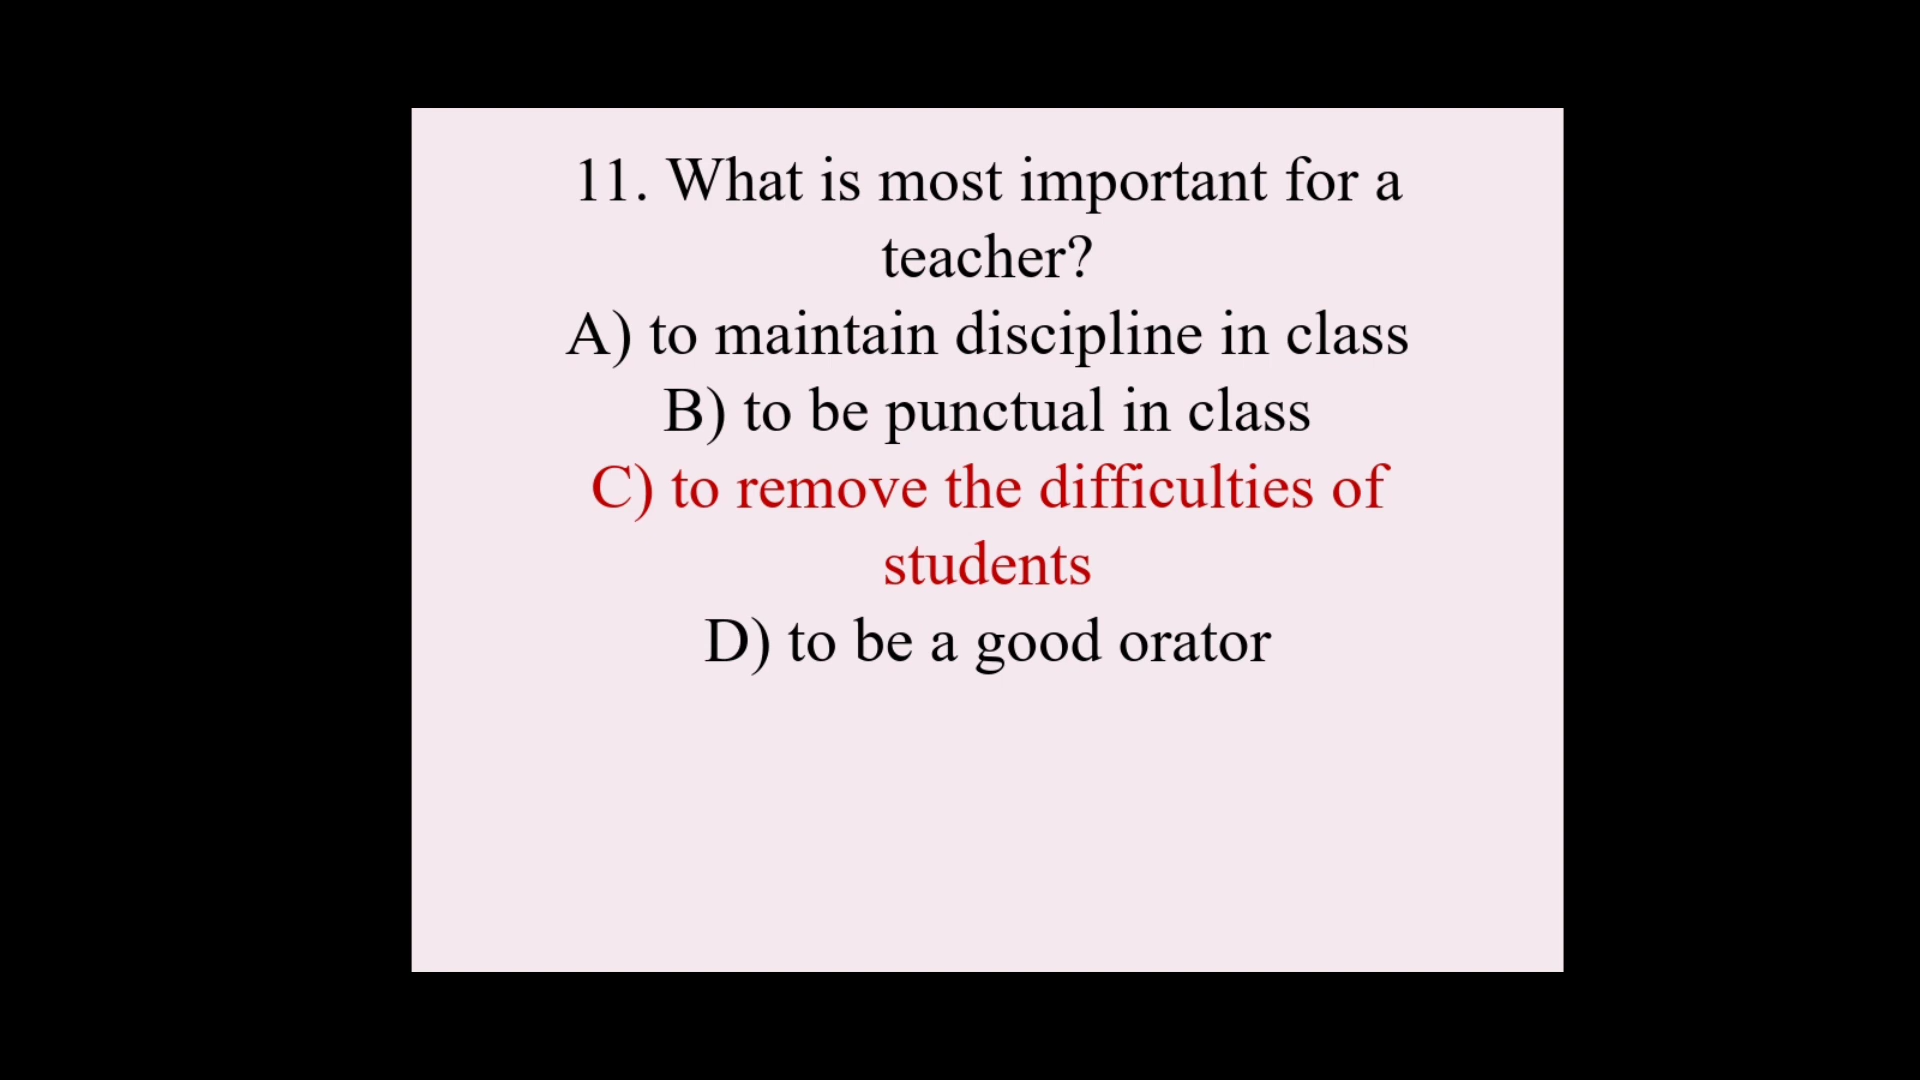 11. What is most important for a
teacher?
A) to maintain discipline in class
B) to be punctual in class
C) to remove the difficulties of
students
D) to be a good orator